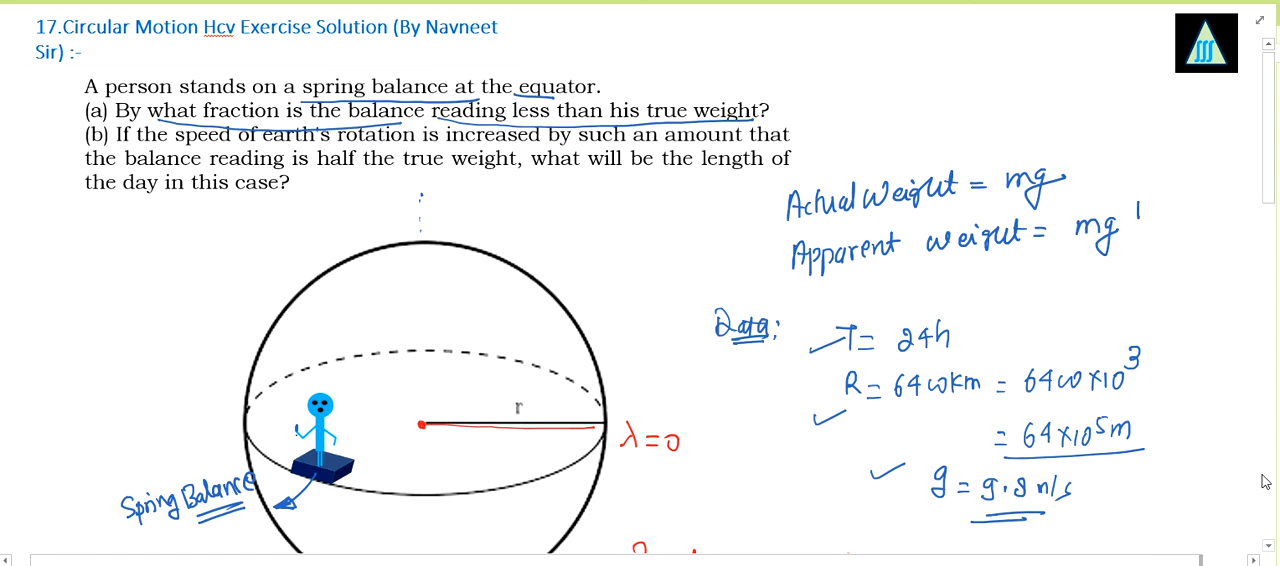 17.Circular Motion Hcv Exercise Solution (By Navneet
Sir) :-
A person stands on a spring balance at the equator.
(a) By what fraction is the balance reading less than his true weight?
(b) If the speed of earth's rotation is increased by such an amount that
the balance reading is half the true weight, what will be the length of
the day in this case?
Actual weight = mg
Apparent weight = mg'
Data:
T = 24h
R = 6400km = 6400×10³
= 64×10⁵m
g = 9.8 m/s
r
λ=0
Spring Balance